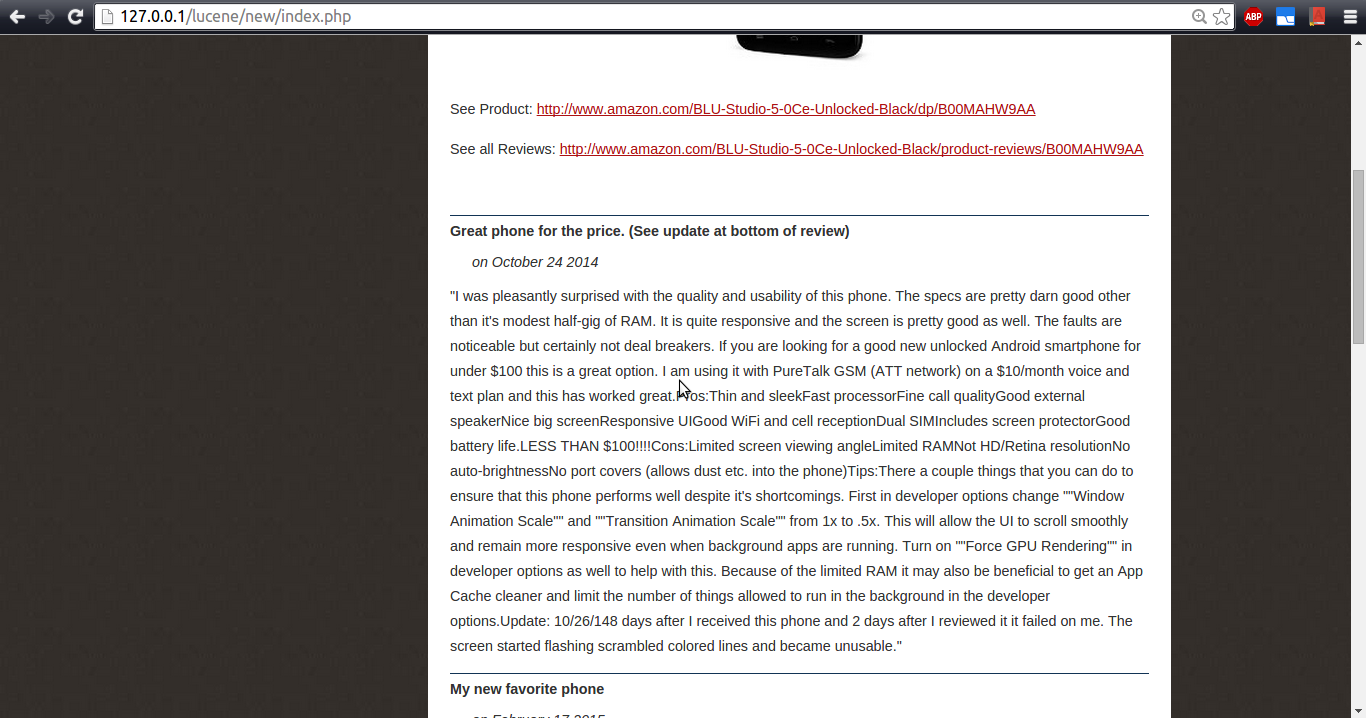 127.0.0.1/lucene/new/index.php
ABP
See Product: http://www.amazon.com/BLU-Studio-5-0Ce-Unlocked-Black/dp/B00MAHW9AA
See all Reviews: http://www.amazon.com/BLU-Studio-5-0Ce-Unlocked-Black/product-reviews/B00MAHW9AA
Great phone for the price. (See update at bottom of review)
on October 24 2014
"I was pleasantly surprised with the quality and usability of this phone. The specs are pretty darn good other
than it's modest half-gig of RAM. It is quite responsive and the screen is pretty good as well. The faults are
noticeable but certainly not deal breakers. If you are looking for a good new unlocked Android smartphone for
under $100 this is a great option. I am using it with PureTalk GSM (ATT network) on a $10/month voice and
text plan and this has worked great.Pros:Thin and sleekFast processorFine call qualityGood external
speakerNice big screenResponsive UIGood WiFi and cell receptionDual SIMIncludes screen protectorGood
battery life.LESS THAN $100!!!!Cons:Limited screen viewing angleLimited RAMNot HD/Retina resolutionNo
auto-brightnessNo port covers (allows dust etc. into the phone)Tips:There a couple things that you can do to
ensure that this phone performs well despite it's shortcomings. First in developer options change ""Window
Animation Scale"" and ""Transition Animation Scale"" from 1x to .5x. This will allow the UI to scroll smoothly
and remain more responsive even when background apps are running. Turn on ""Force GPU Rendering"" in
developer options as well to help with this. Because of the limited RAM it may also be beneficial to get an App
Cache cleaner and limit the number of things allowed to run in the background in the developer
options.Update: 10/26/148 days after I received this phone and 2 days after I reviewed it it failed on me. The
screen started flashing scrambled colored lines and became unusable."
My new favorite phone
on February 17 2015